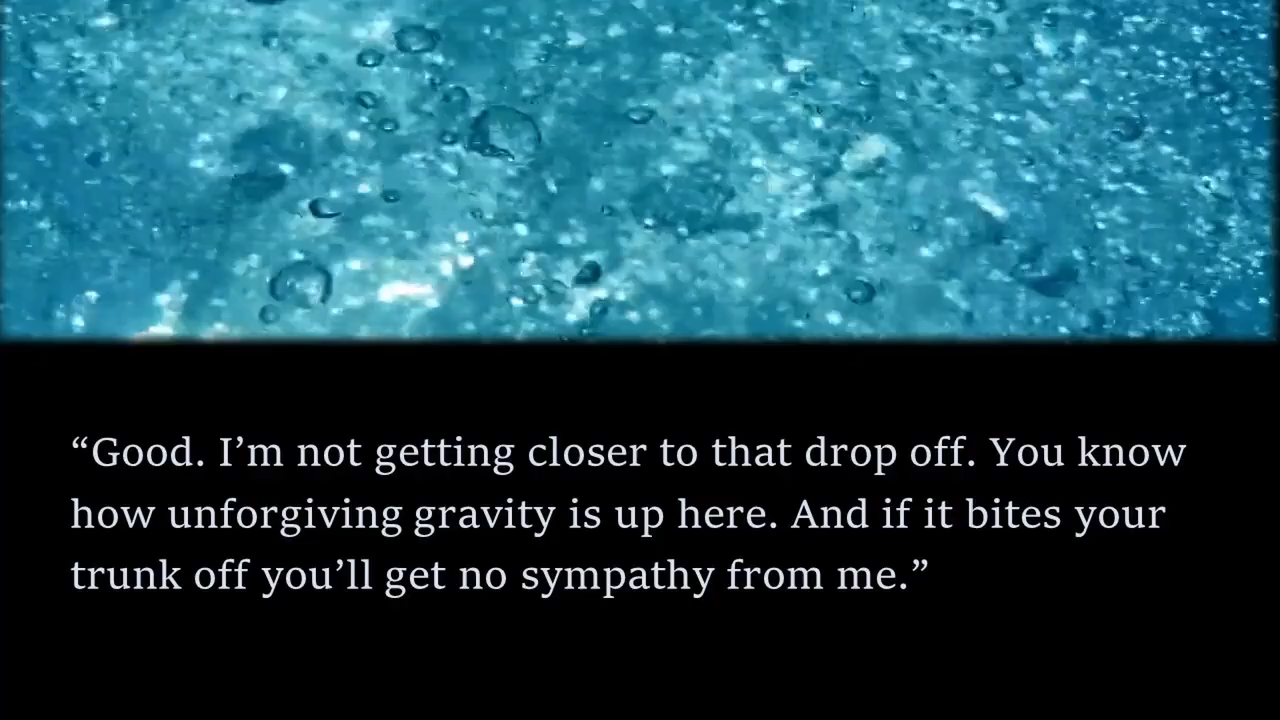 “Good. I’m not getting closer to that drop off. You know
how unforgiving gravity is up here. And if it bites your
trunk off you’ll get no sympathy from me.”